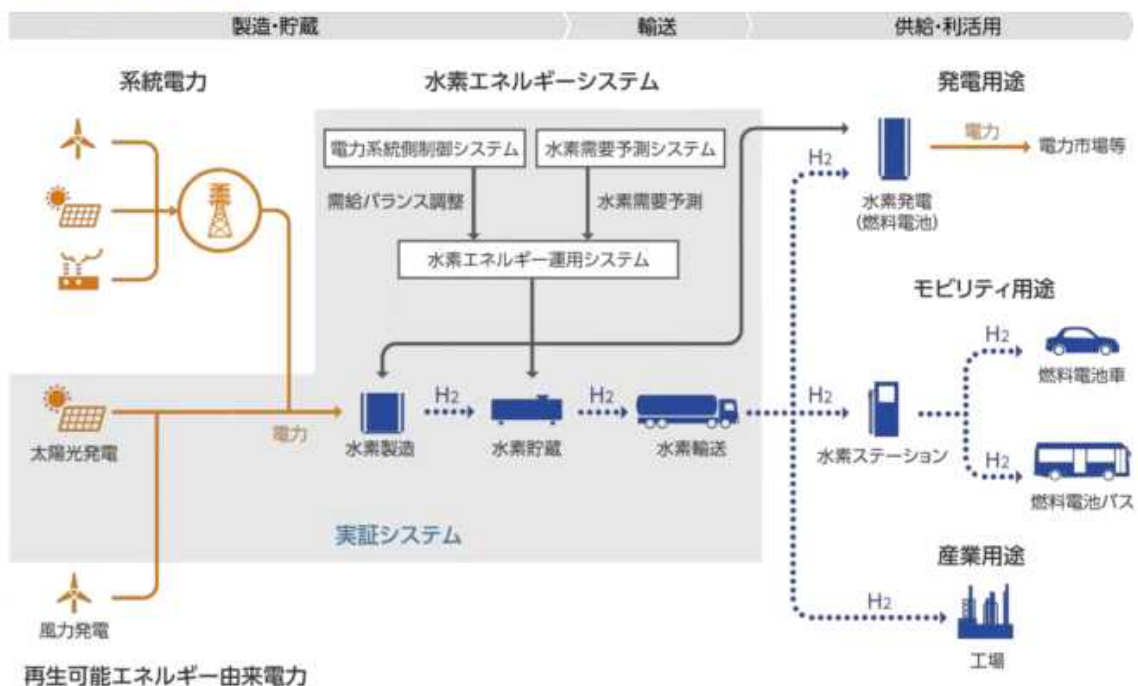 製造・貯蔵
輸送
供給・利活用
系統電力
水素エネルギーシステム
発電用途
電力系統側制御システム
水素需要予測システム
需給バランス調整
水素需要予測
水素エネルギー運用システム
H2
電力
電力市場等
水素発電
(燃料電池)
モビリティ用途
H2
燃料電池車
太陽光発電
電力
水素製造
H2
水素貯蔵
H2
水素輸送
H2
水素ステーション
H2
燃料電池バス
実証システム
産業用途
H2
工場
風力発電
再生可能エネルギー由来電力